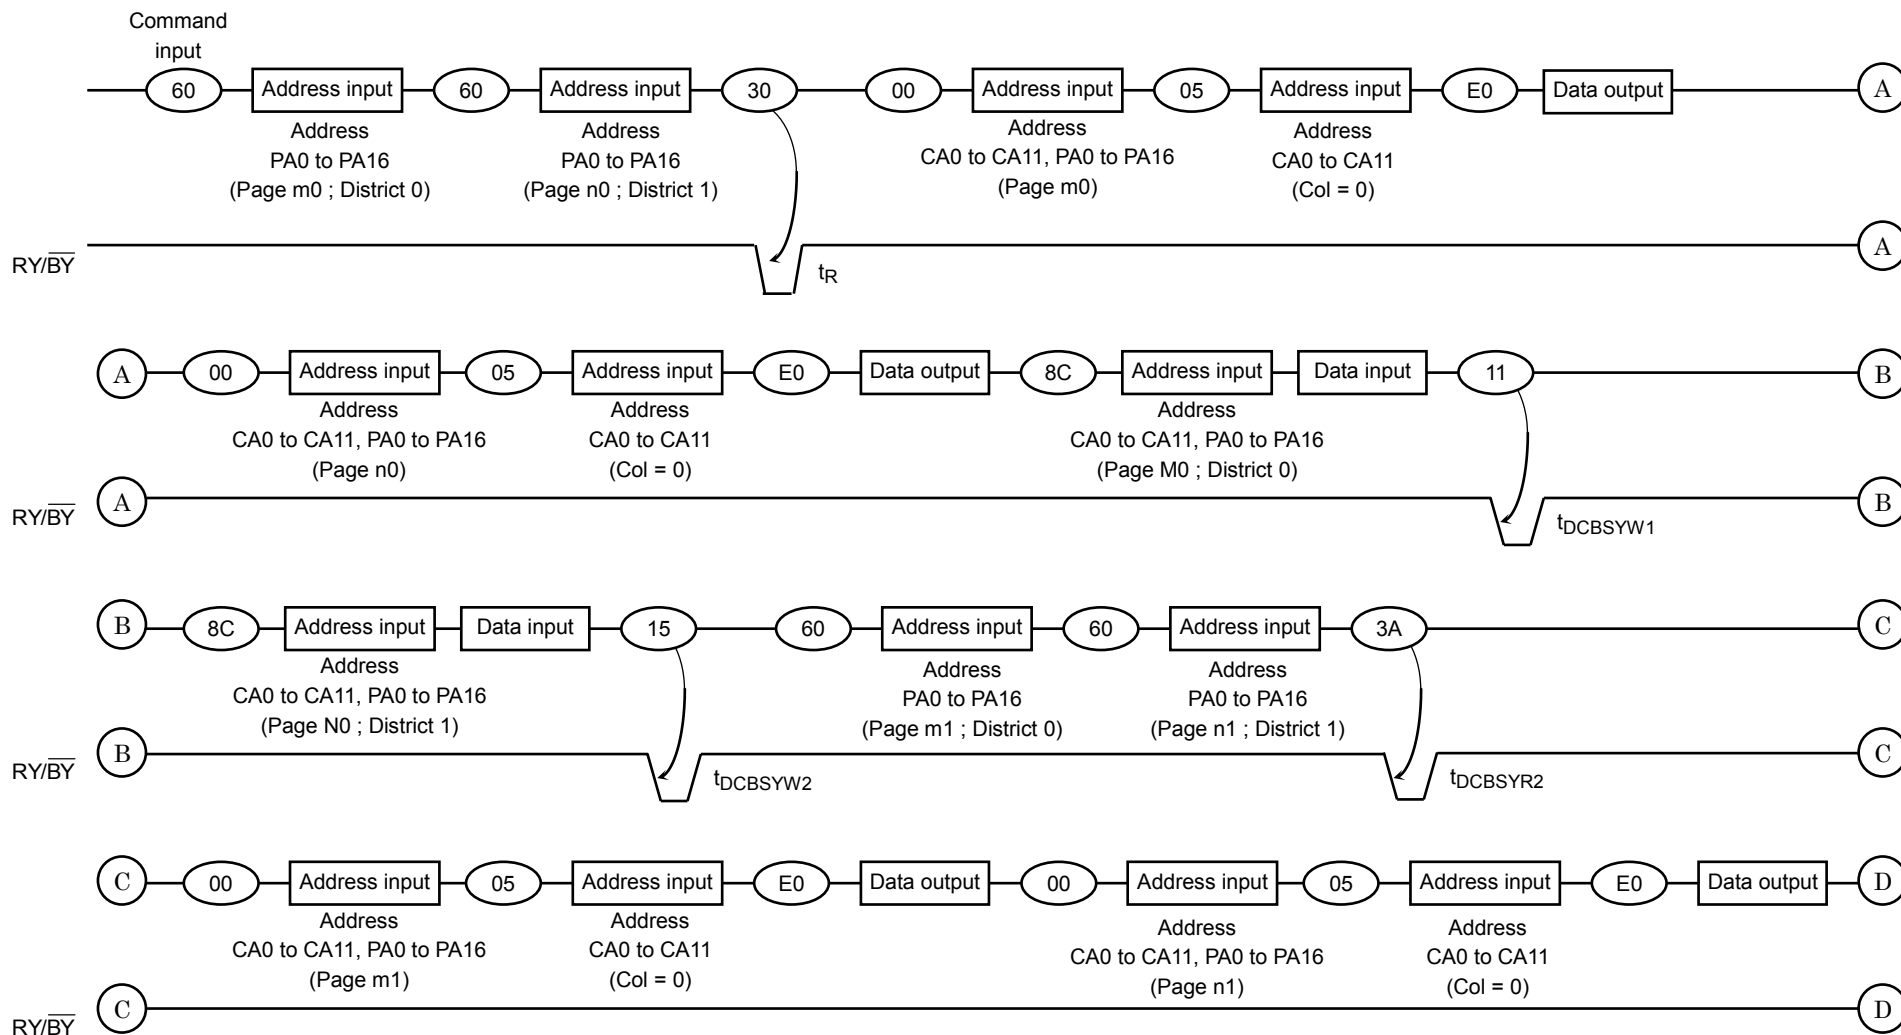 Command
input
60 Address input 60 Address input 30 00 Address input 05 Address input E0 Data output A
Address Address Address Address
PA0 to PA16 PA0 to PA16 CA0 to CA11, PA0 to PA16 CA0 to CA11
(Page m0 ; District 0) (Page n0 ; District 1) (Page m0) (Col = 0)
RY/BY tR A
A 00 Address input 05 Address input E0 Data output 8C Address input Data input 11 B
Address Address Address
CA0 to CA11, PA0 to PA16 CA0 to CA11 CA0 to CA11, PA0 to PA16
(Page n0) (Col = 0) (Page M0 ; District 0)
RY/BY A tDCBSYW1 B
B 8C Address input Data input 15 60 Address input 60 Address input 3A C
Address Address Address
CA0 to CA11, PA0 to PA16 PA0 to PA16 PA0 to PA16
(Page N0 ; District 1) (Page m1 ; District 0) (Page n1 ; District 1)
RY/BY B tDCBSYW2 tDCBSYR2 C
C 00 Address input 05 Address input E0 Data output 00 Address input 05 Address input E0 Data output D
Address Address Address Address
CA0 to CA11, PA0 to PA16 CA0 to CA11 CA0 to CA11, PA0 to PA16 CA0 to CA11
(Page m1) (Col = 0) (Page n1) (Col = 0)
RY/BY C D